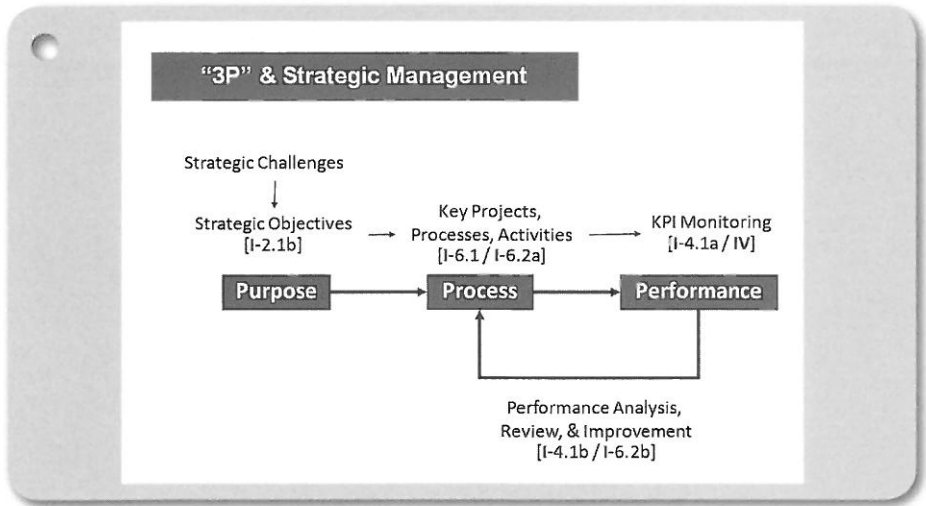 “3P” & Strategic Management
Strategic Challenges
Strategic Objectives
[I-2.1b]
Key Projects,
Processes, Activities
[I-6.1 / I-6.2a]
KPI Monitoring
[I-4.1a / IV]
Purpose
Process
Performance
Performance Analysis,
Review, & Improvement
[I-4.1b / I-6.2b]